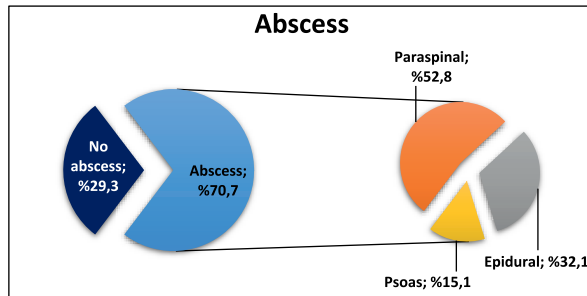 Abscess
Paraspinal;
%52,8
No
abscess;
%29,3
Abscess;
%70,7
Epidural; %32,1
Psoas; %15,1